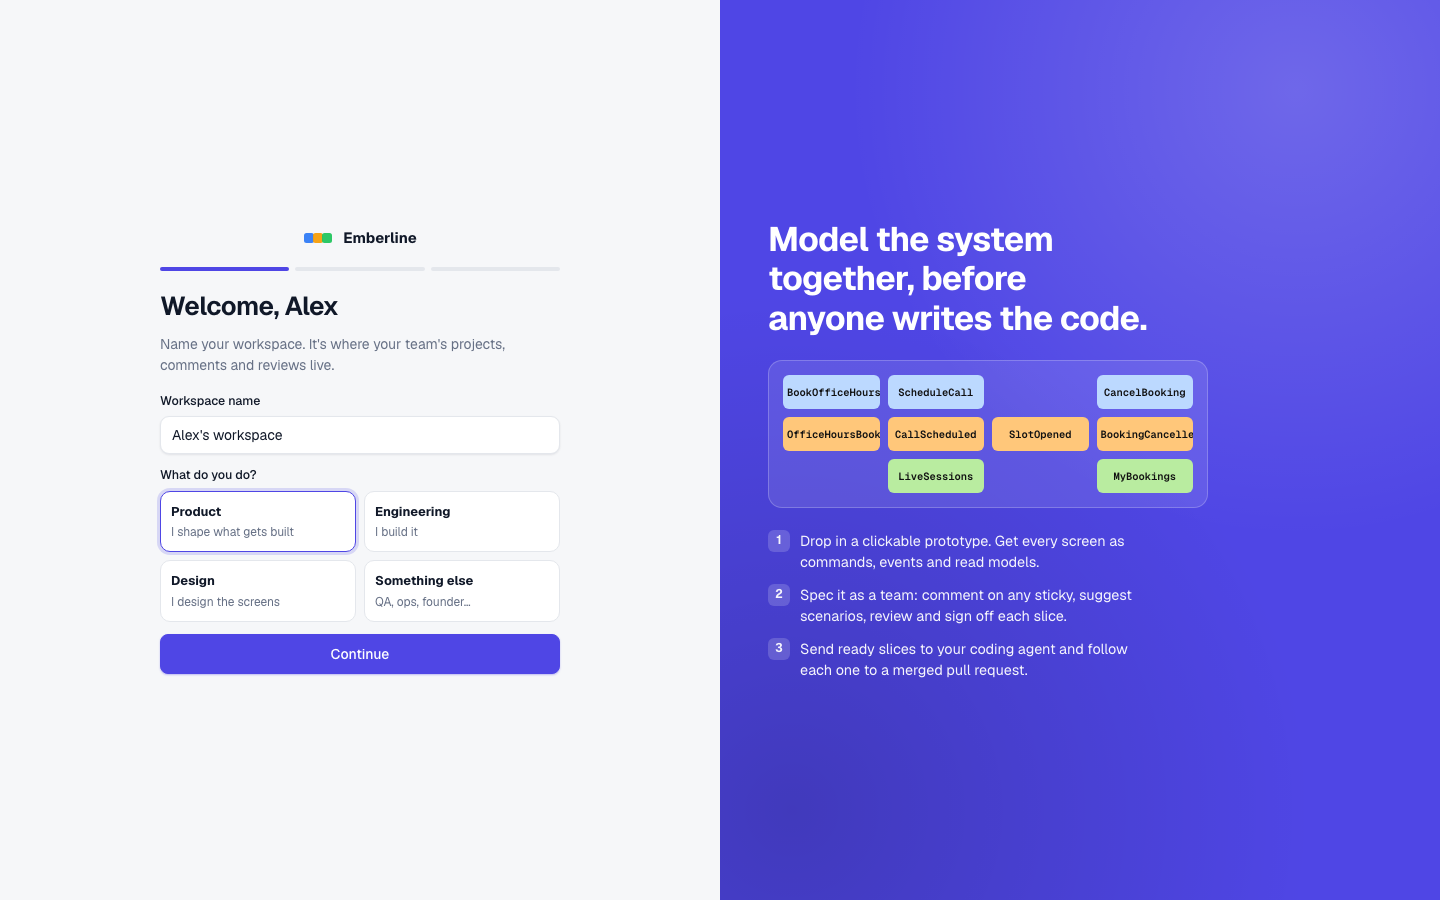 Emberline
Welcome, Alex
Name your workspace. It's where your team's projects,
comments and reviews live.
Workspace name
Alex's workspace
What do you do?
Product
I shape what gets built
Engineering
I build it
Design
I design the screens
Something else
QA, ops, founder…
Continue
Model the system
together, before
anyone writes the code.
BookOfficeHours
ScheduleCall
CancelBooking
OfficeHoursBook
CallScheduled
SlotOpened
BookingCancelle
LiveSessions
MyBookings
1 Drop in a clickable prototype. Get every screen as
commands, events and read models.
2 Spec it as a team: comment on any sticky, suggest
scenarios, review and sign off each slice.
3 Send ready slices to your coding agent and follow
each one to a merged pull request.